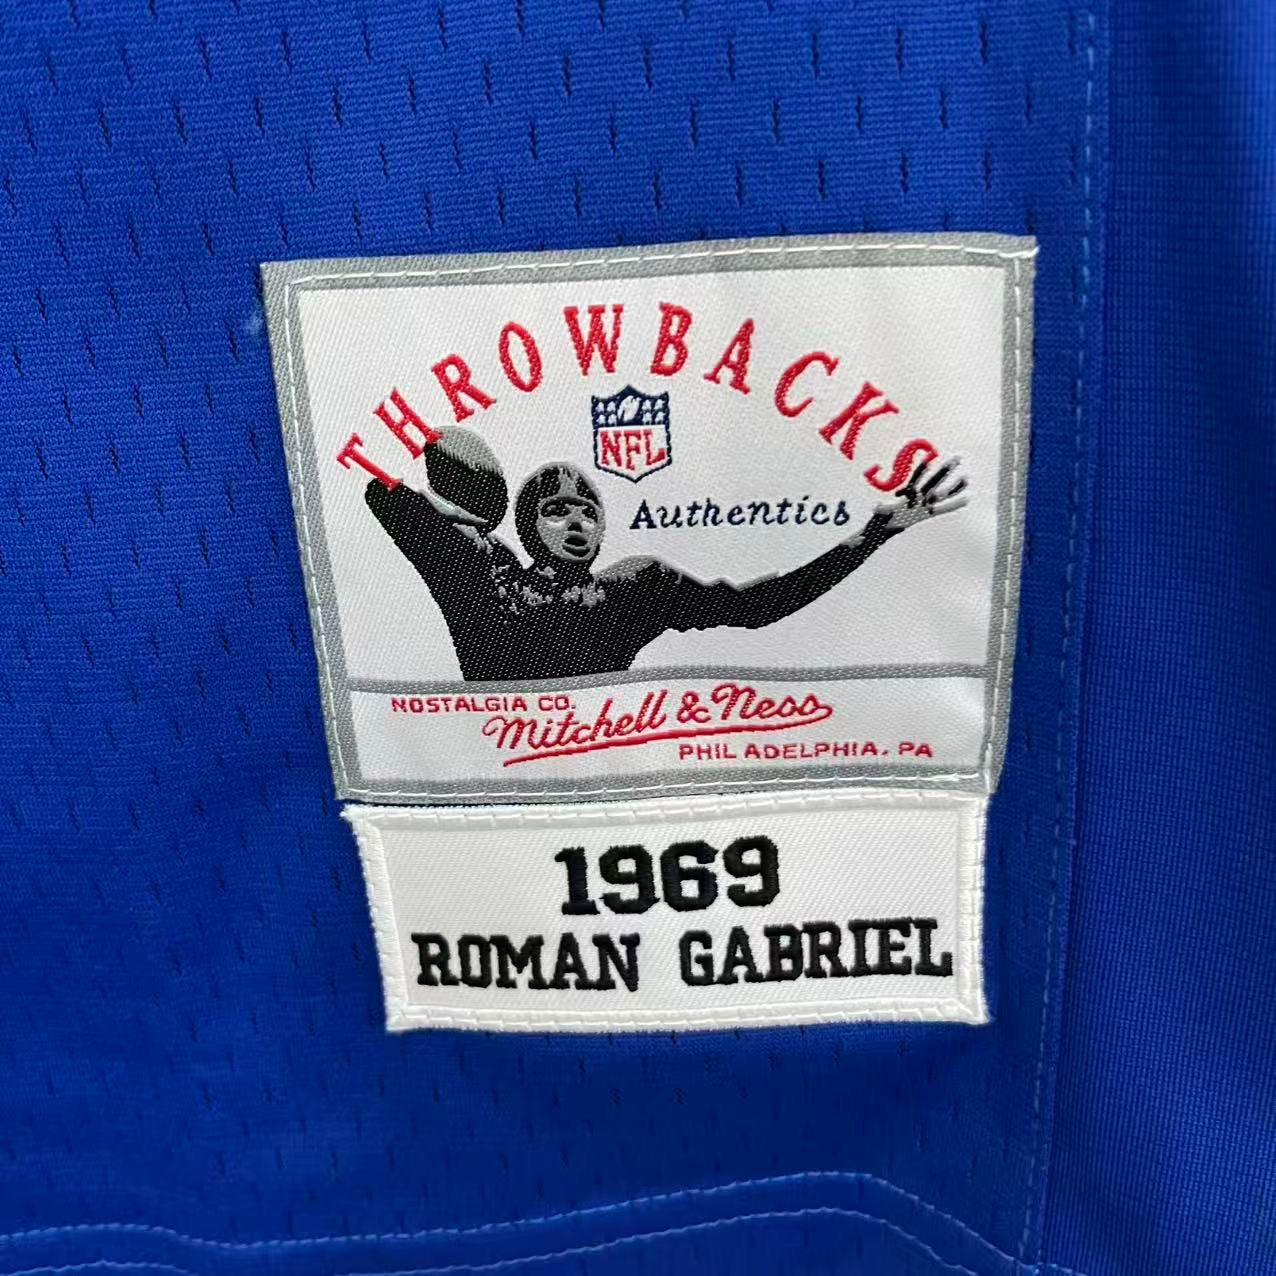 THROWBACKS
NFL
Authentics
NOSTALGIA CO.
Mitchell & Ness
PHILADELPHIA, PA
1969
ROMAN GABRIEL